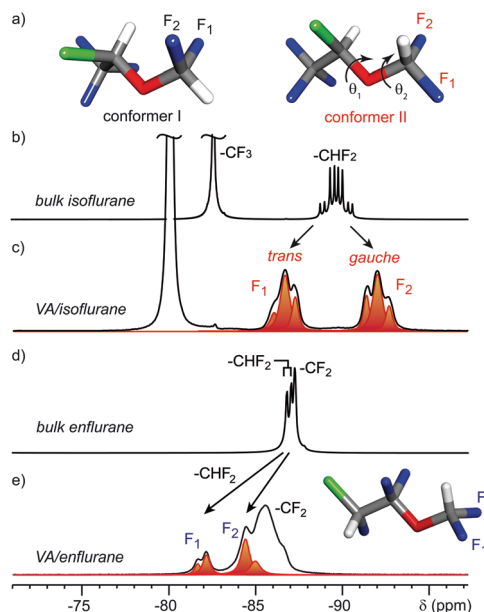 a)
F2 F1
F2
F1
θ1 θ2
conformer I
conformer II
b)
-CF3
-CHF2
bulk isoflurane
c)
trans
gauche
F1
F2
VA/isoflurane
d)
-CHF2
-CF2
bulk enflurane
-CHF2
e)
F1
F2
-CF2
VA/enflurane
-75
-80
-85
-90
δ (ppm)